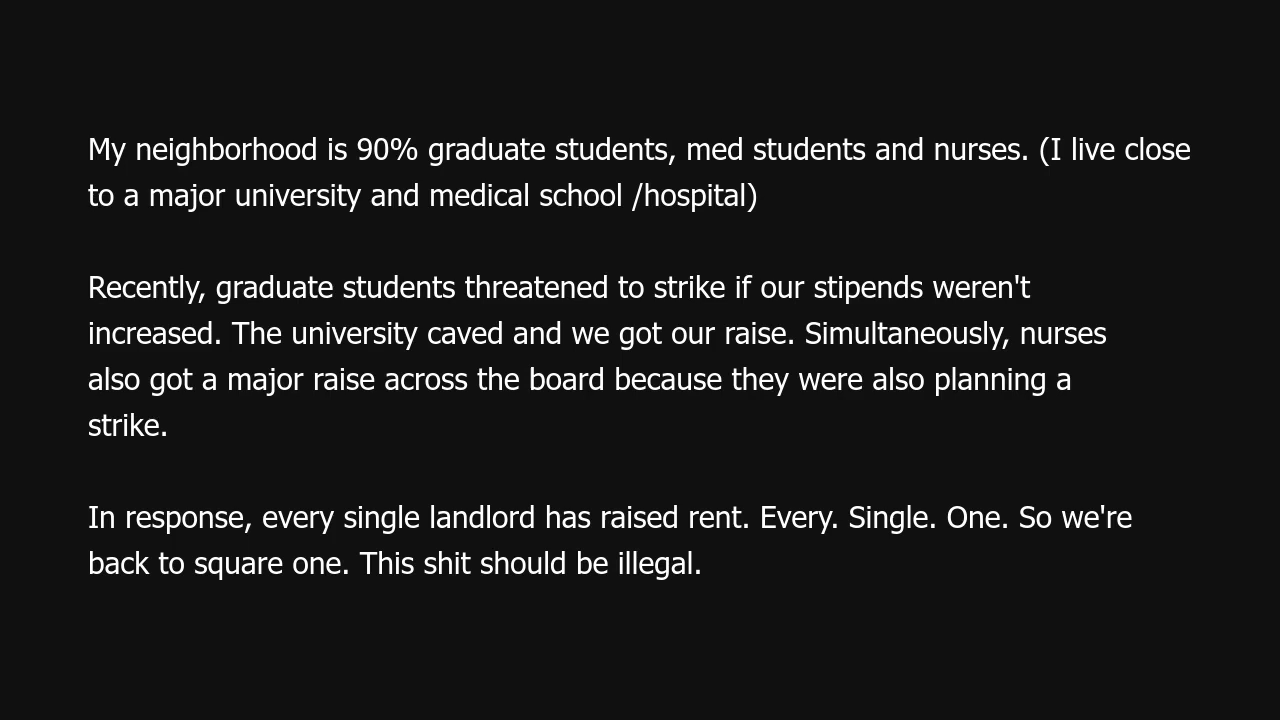 My neighborhood is 90% graduate students, med students and nurses. (I live close
to a major university and medical school /hospital)
Recently, graduate students threatened to strike if our stipends weren't
increased. The university caved and we got our raise. Simultaneously, nurses
also got a major raise across the board because they were also planning a
strike.
In response, every single landlord has raised rent. Every. Single. One. So we're
back to square one. This shit should be illegal.